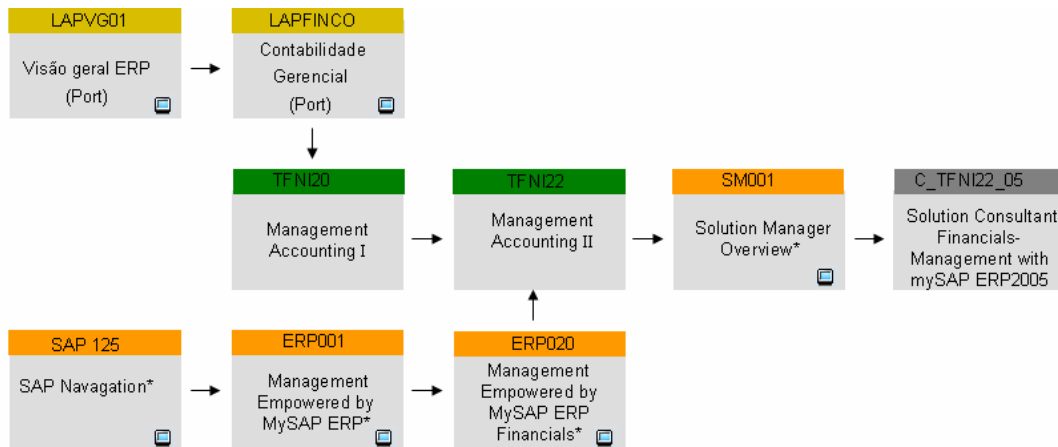 LAPVG01
Visão geral ERP
(Port)
LAPFINCO
Contabilidade
Gerencial
(Port)
TFNI20
Management
Accounting I
TFNI22
Management
Accounting II
SM001
Solution Manager
Overview*
C_TFNI22_05
Solution Consultant
Financials-
Management with
mySAP ERP2005
SAP 125
SAP Navagation*
ERP001
Management
Empowered by
MySAP ERP*
ERP020
Management
Empowered by
MySAP ERP
Financials*